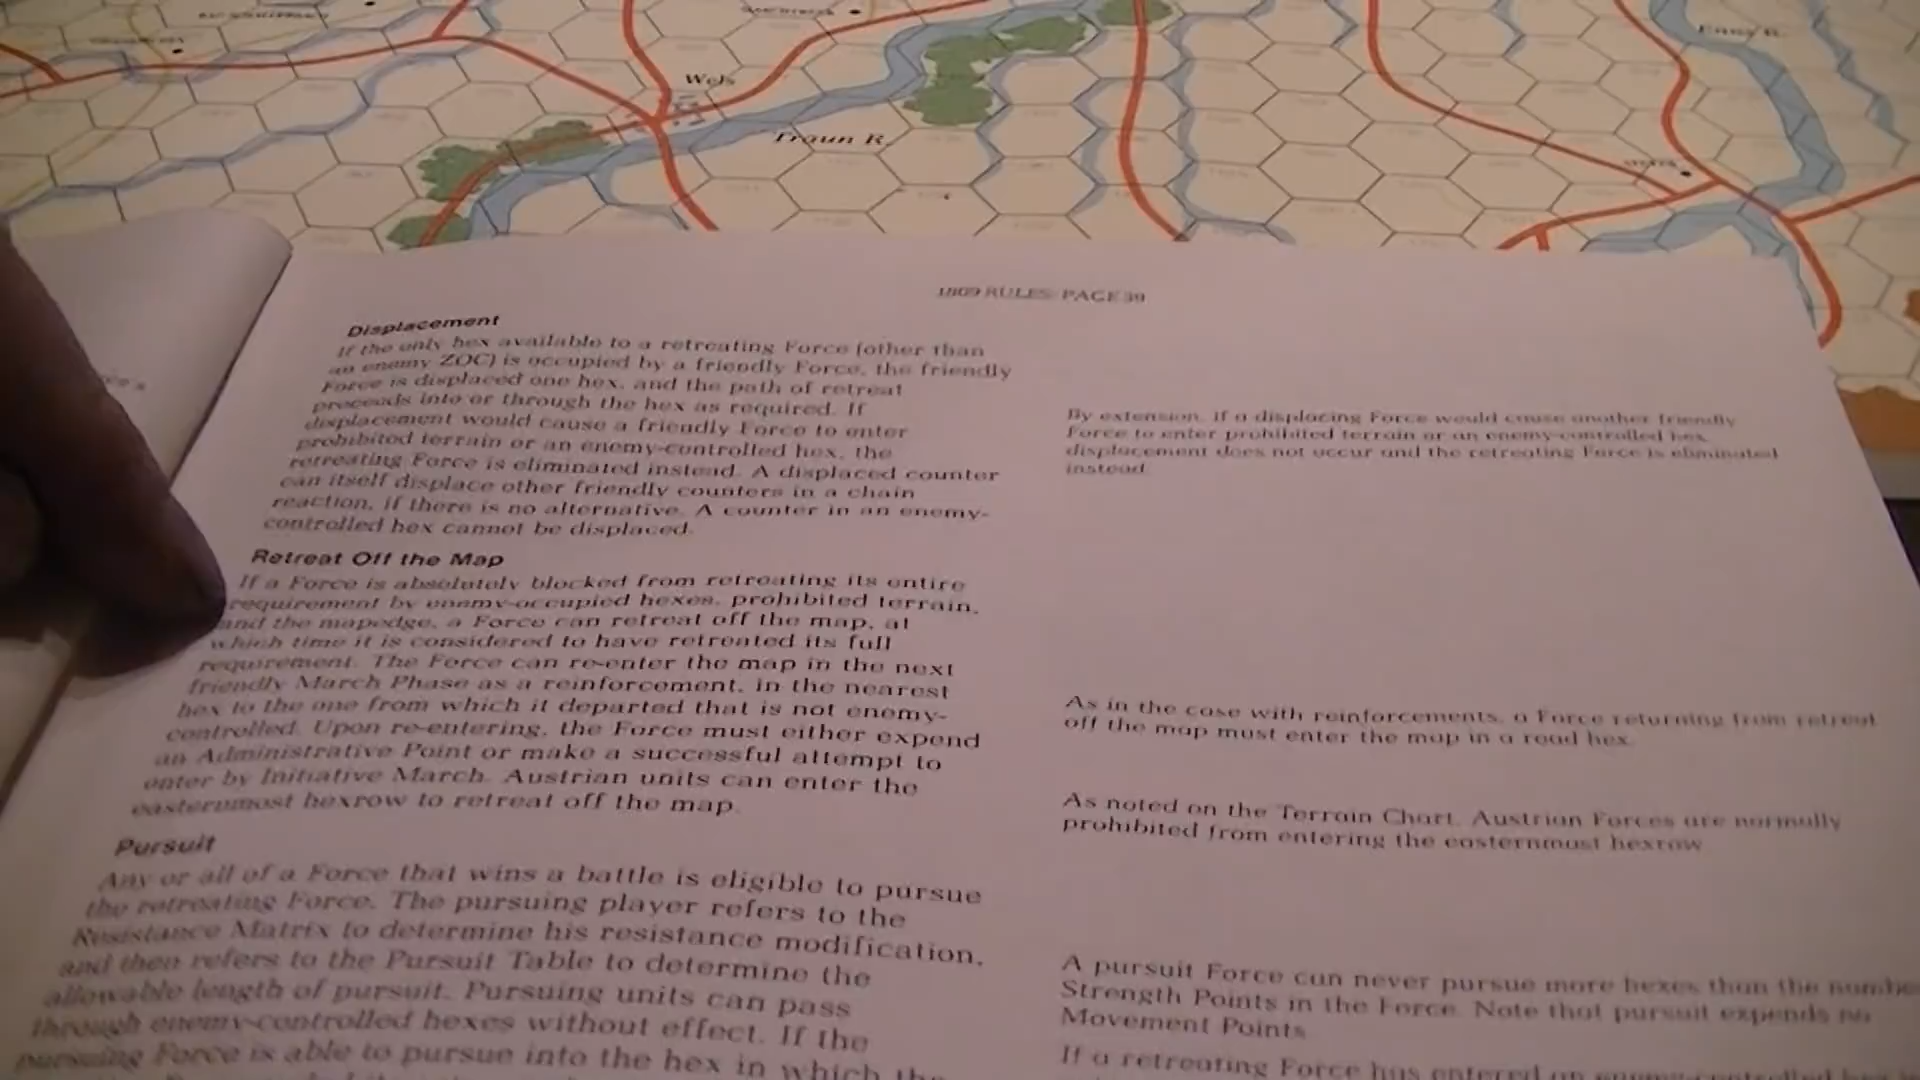 Enns R.
Wels
Traun R.
1809 RULES: PAGE 39
Displacement
If the only hex available to a retreating Force (other than
an enemy ZOC) is occupied by a friendly Force, the friendly
Force is displaced one hex, and the path of retreat
proceeds into or through the hex as required. If
displacement would cause a friendly Force to enter
prohibited terrain or an enemy-controlled hex, the
retreating Force is eliminated instead. A displaced counter
can itself displace other friendly counters in a chain
reaction, if there is no alternative. A counter in an enemy-
controlled hex cannot be displaced.
Retreat Off the Map
If a Force is absolutely blocked from retreating its entire
requirement by enemy-occupied hexes, prohibited terrain,
and the mapedge, a Force can retreat off the map, at
which time it is considered to have retreated its full
requirement. The Force can re-enter the map in the next
friendly March Phase as a reinforcement, in the nearest
hex to the one from which it departed that is not enemy-
controlled. Upon re-entering, the Force must either expend
an Administrative Point or make a successful attempt to
enter by Initiative March. Austrian units can enter the
easternmost hexrow to retreat off the map.
Pursuit
Any or all of a Force that wins a battle is eligible to pursue
the retreating Force. The pursuing player refers to the
Resistance Matrix to determine his resistance modification,
and then refers to the Pursuit Table to determine the
allowable length of pursuit. Pursuing units can pass
through enemy-controlled hexes without effect. If the
pursuing Force is able to pursue into the hex in which the
By extension, if a displacing Force would cause another friendly
Force to enter prohibited terrain or an enemy-controlled hex,
displacement does not occur and the retreating Force is eliminated
instead.
As in the case with reinforcements, a Force returning from retreat
off the map must enter the map in a road hex.
As noted on the Terrain Chart, Austrian Forces are normally
prohibited from entering the easternmost hexrow.
A pursuit Force can never pursue more hexes than the number
Strength Points in the Force. Note that pursuit expends no
Movement Points.
If a retreating Force has entered an enemy-controlled hex